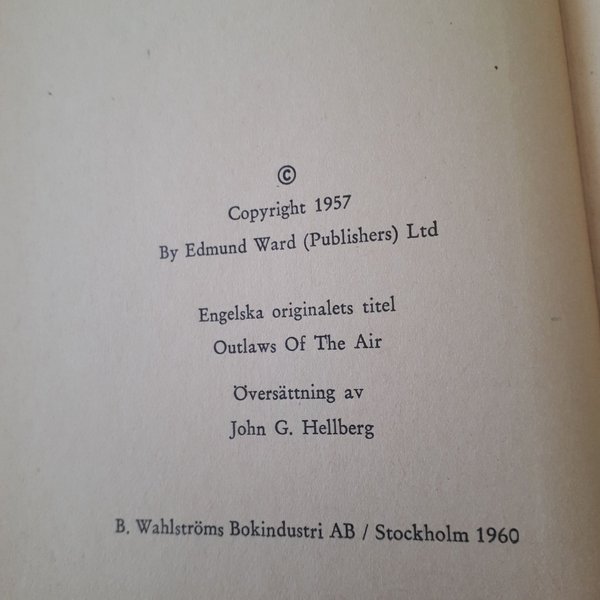 ©
Copyright 1957
By Edmund Ward (Publishers) Ltd
Engelska originalets titel
Outlaws Of The Air
Översättning av
John G. Hellberg
B. Wahlströms Bokindustri AB / Stockholm 1960